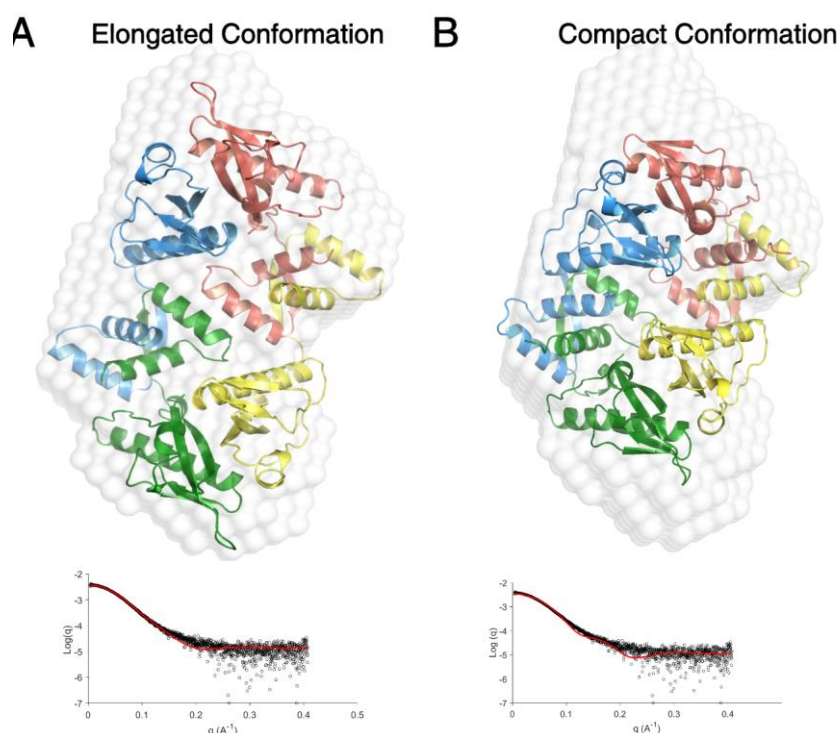 A Elongated Conformation
B Compact Conformation
-2
-3
-4
-5
-6
-7
Log(q)
0 0.1 0.2 0.3 0.4 0.5
q (A⁻¹)
-2
-3
-4
-5
-6
-7
Log(q)
0 0.1 0.2 0.3 0.4
q (A⁻¹)